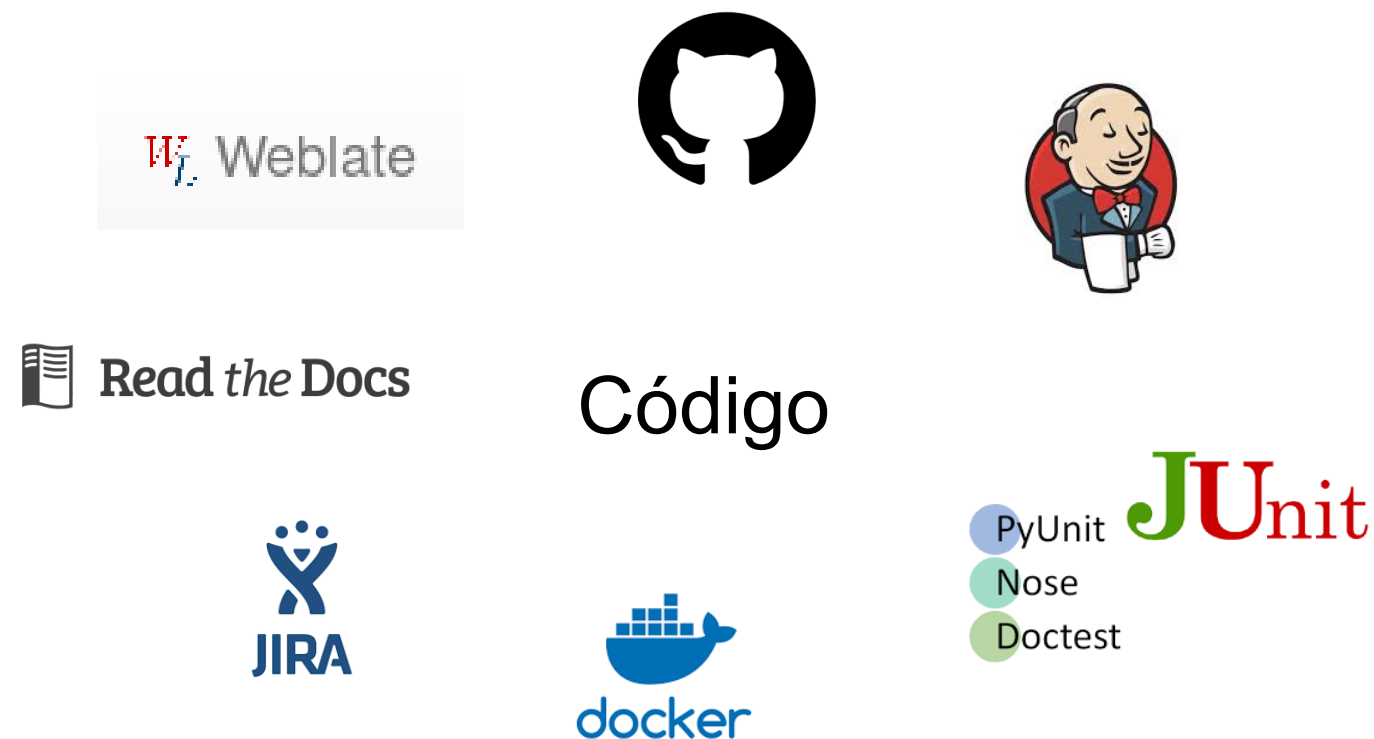 Weblate
Read the Docs
Código
JUnit
PyUnit
Nose
Doctest
JIRA
docker